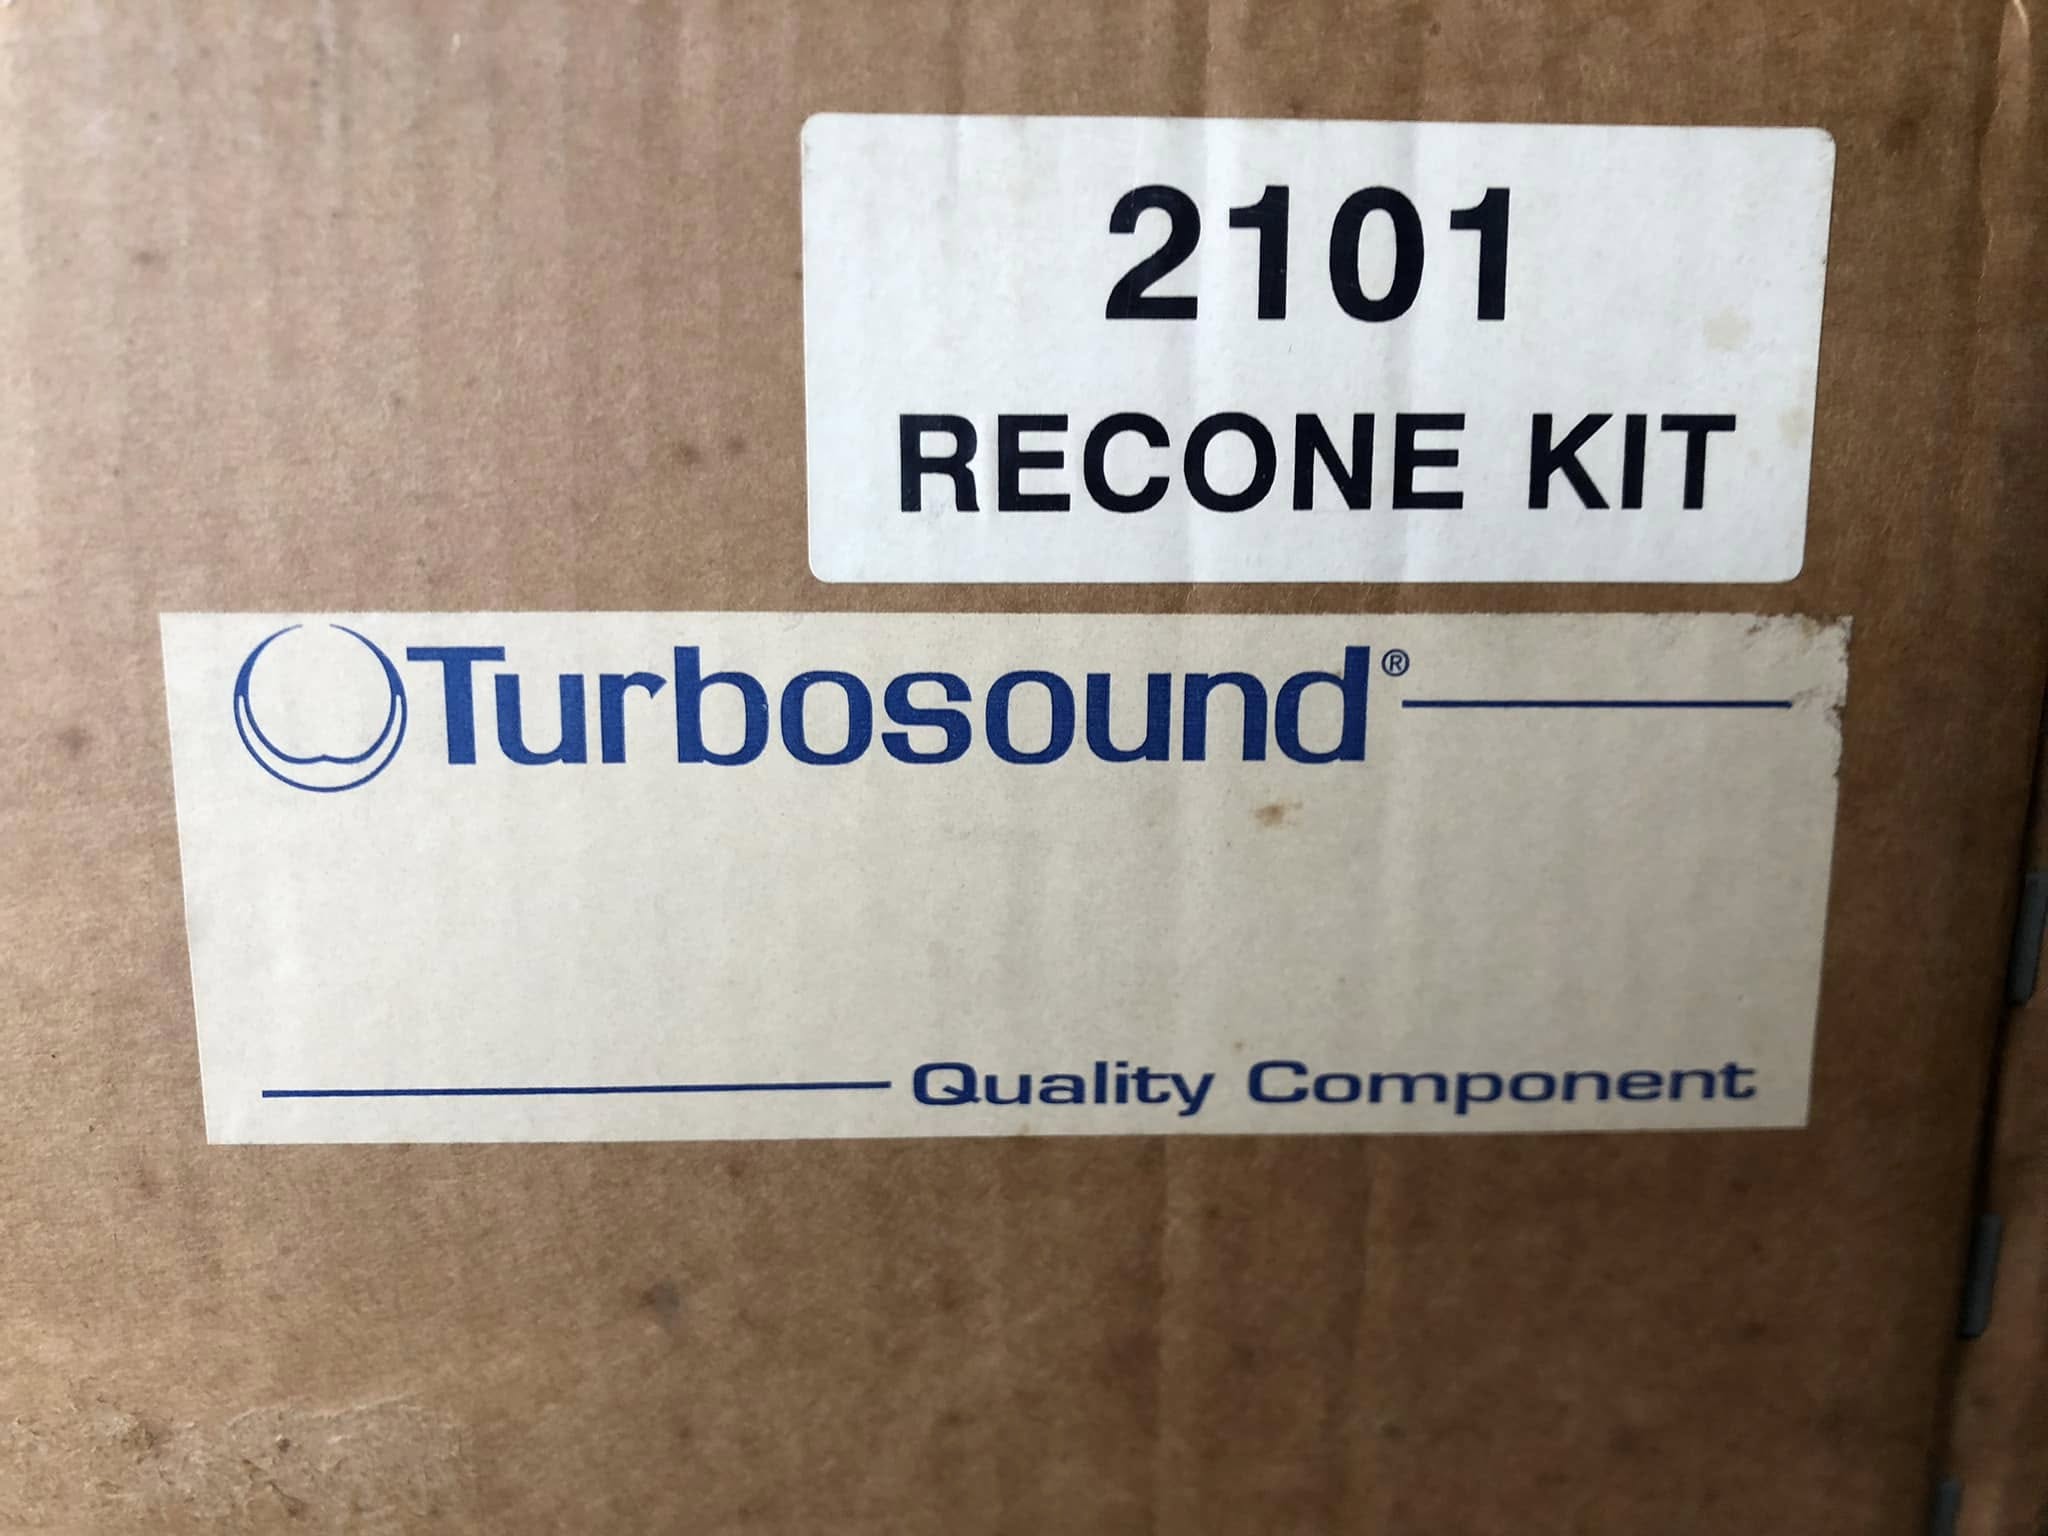 2101
RECONE KIT
Turbosound®
Quality Component